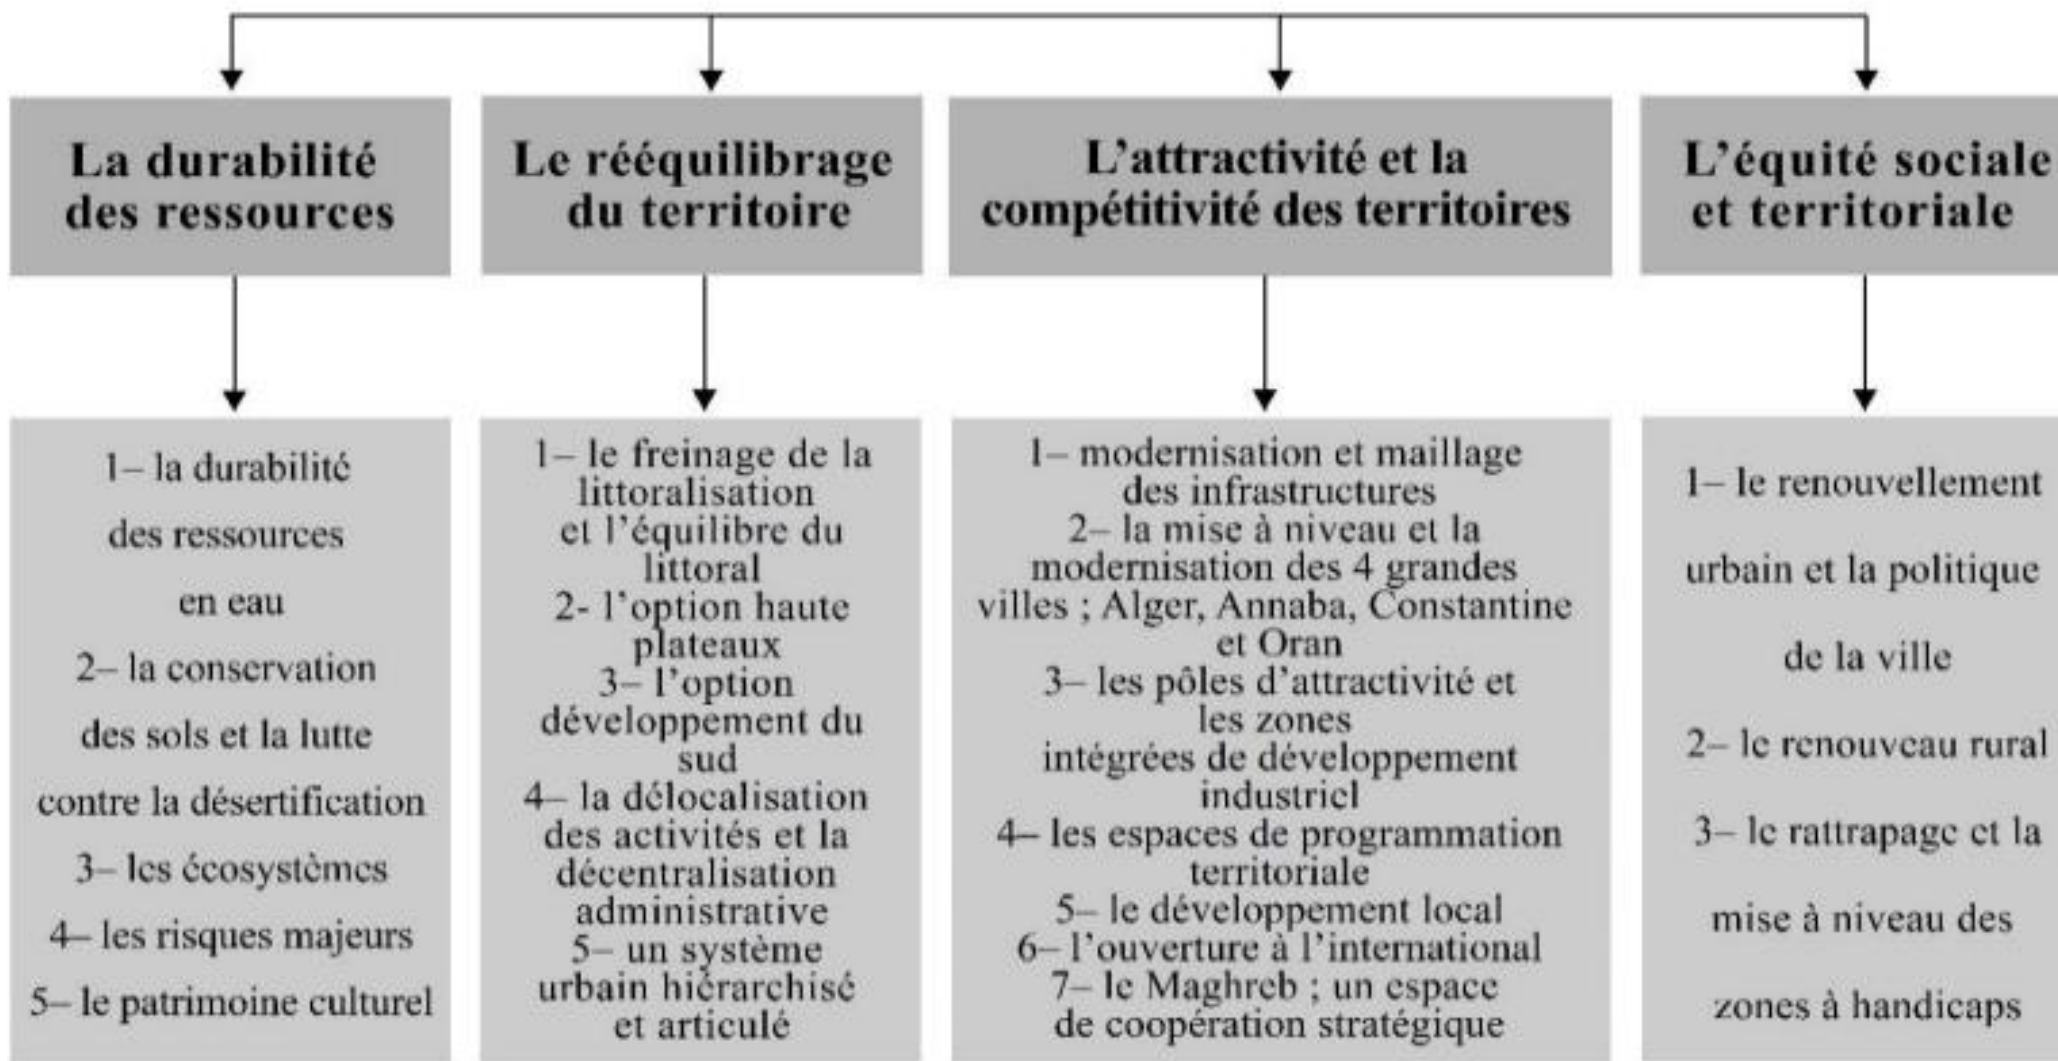 La durabilité
des ressources
1– la durabilité
des ressources
en eau
2– la conservation
des sols et la lutte
contre la désertification
3– les écosystèmes
4– les risques majeurs
5– le patrimoine culturel
Le rééquilibrage
du territoire
1– le freinage de la
littoralisation
et l'équilibre du
littoral
2- l'option haute
plateaux
3– l'option
développement du
sud
4– la délocalisation
des activités et la
décentralisation
administrative
5– un système
urbain hiérarchisé
et articulé
L'attractivité et la
compétitivité des territoires
1– modernisation et maillage
des infrastructures
2– la mise à niveau et la
modernisation des 4 grandes
villes ; Alger, Annaba, Constantine
et Oran
3– les pôles d'attractivité et
les zones
intégrées de développement
industriel
4– les espaces de programmation
territoriale
5– le développement local
6– l'ouverture à l'international
7– le Maghreb ; un espace
de coopération stratégique
L'équité sociale
et territoriale
1– le renouvellement
urbain et la politique
de la ville
2– le renouveau rural
3– le rattrapage et la
mise à niveau des
zones à handicaps